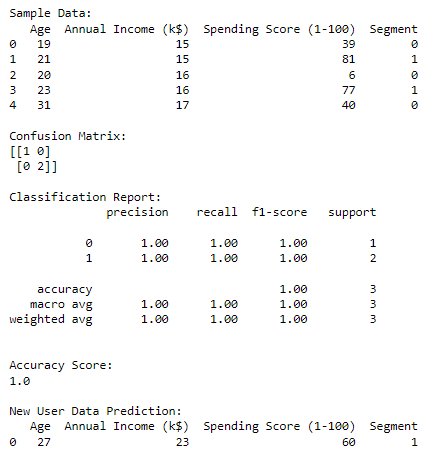 Sample Data:
   Age  Annual Income (k$)  Spending Score (1-100)  Segment
0   19                  15                      39        0
1   21                  15                      81        1
2   20                  16                       6        0
3   23                  16                      77        1
4   31                  17                      40        0
Confusion Matrix:
[[1 0]
 [0 2]]
Classification Report:
              precision    recall  f1-score   support
           0       1.00      1.00      1.00         1
           1       1.00      1.00      1.00         2
    accuracy                           1.00         3
   macro avg       1.00      1.00      1.00         3
weighted avg       1.00      1.00      1.00         3
Accuracy Score:
1.0
New User Data Prediction:
   Age  Annual Income (k$)  Spending Score (1-100)  Segment
0   27                  23                      60        1